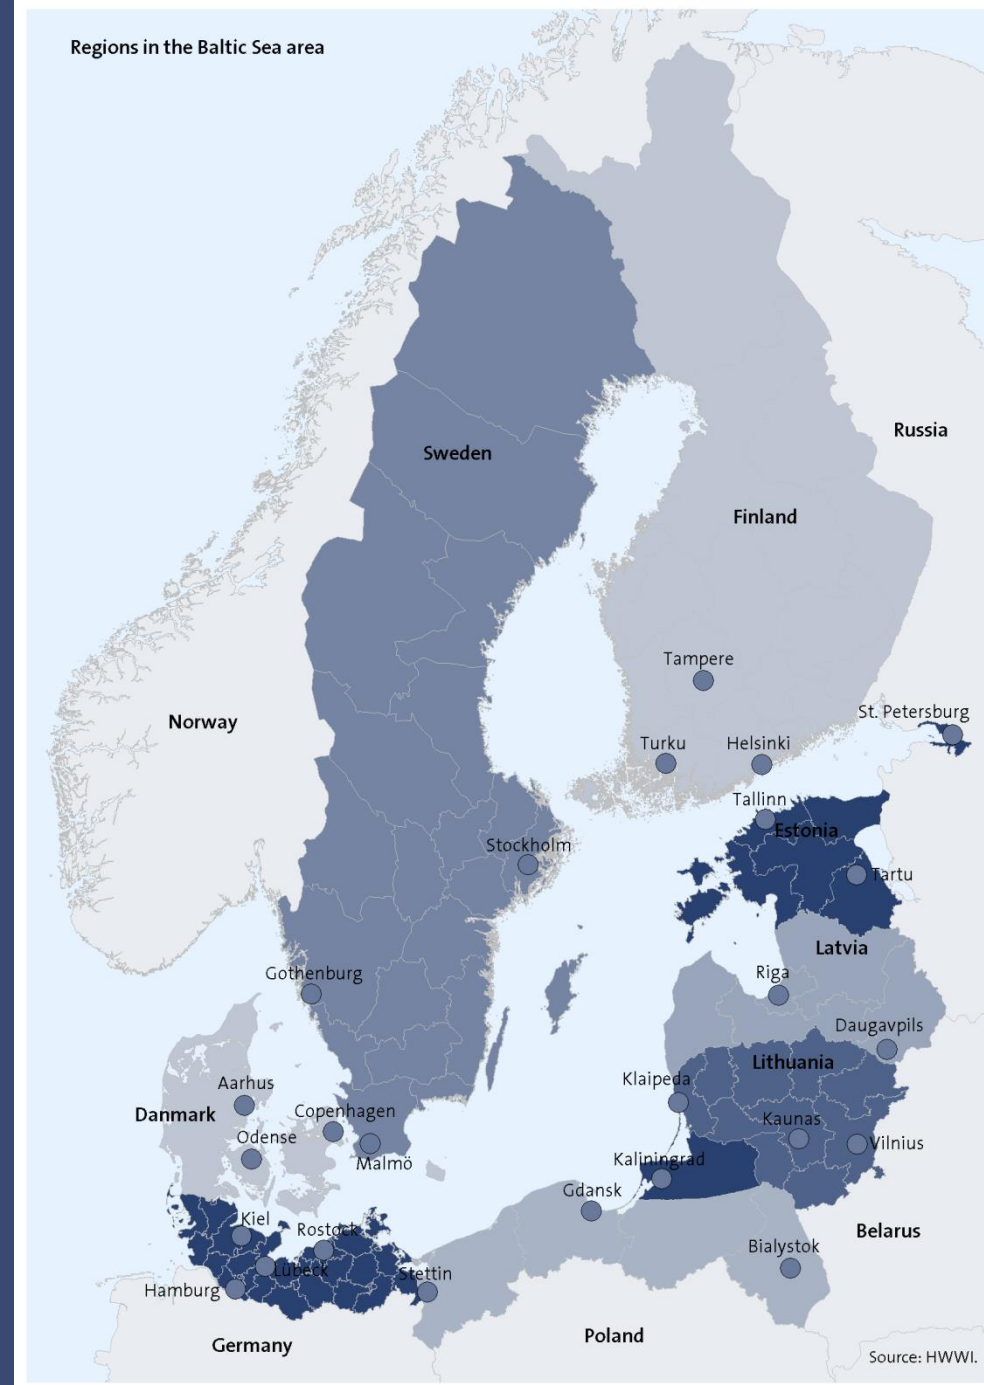 Regions in the Baltic Sea area
Russia
Sweden
Finland
Tampere
St. Petersburg
Norway
Turku
Helsinki
Tallinn
Estonia
Stockholm
Tartu
Latvia
Gothenburg
Riga
Daugavpils
Lithuania
Klaipeda
Aarhus
Danmark
Copenhagen
Kaunas
Odense
Vilnius
Malmö
Kaliningrad
Gdansk
Kiel
Rostock
Belarus
Bialystok
Lübeck
Stettin
Hamburg
Poland
Germany
Source: HWWI.